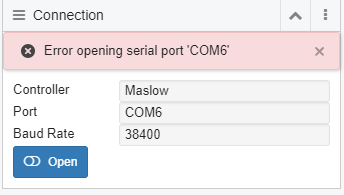 Connection
Error opening serial port 'COM6'
Controller Maslow
Port COM6
Baud Rate 38400
Open